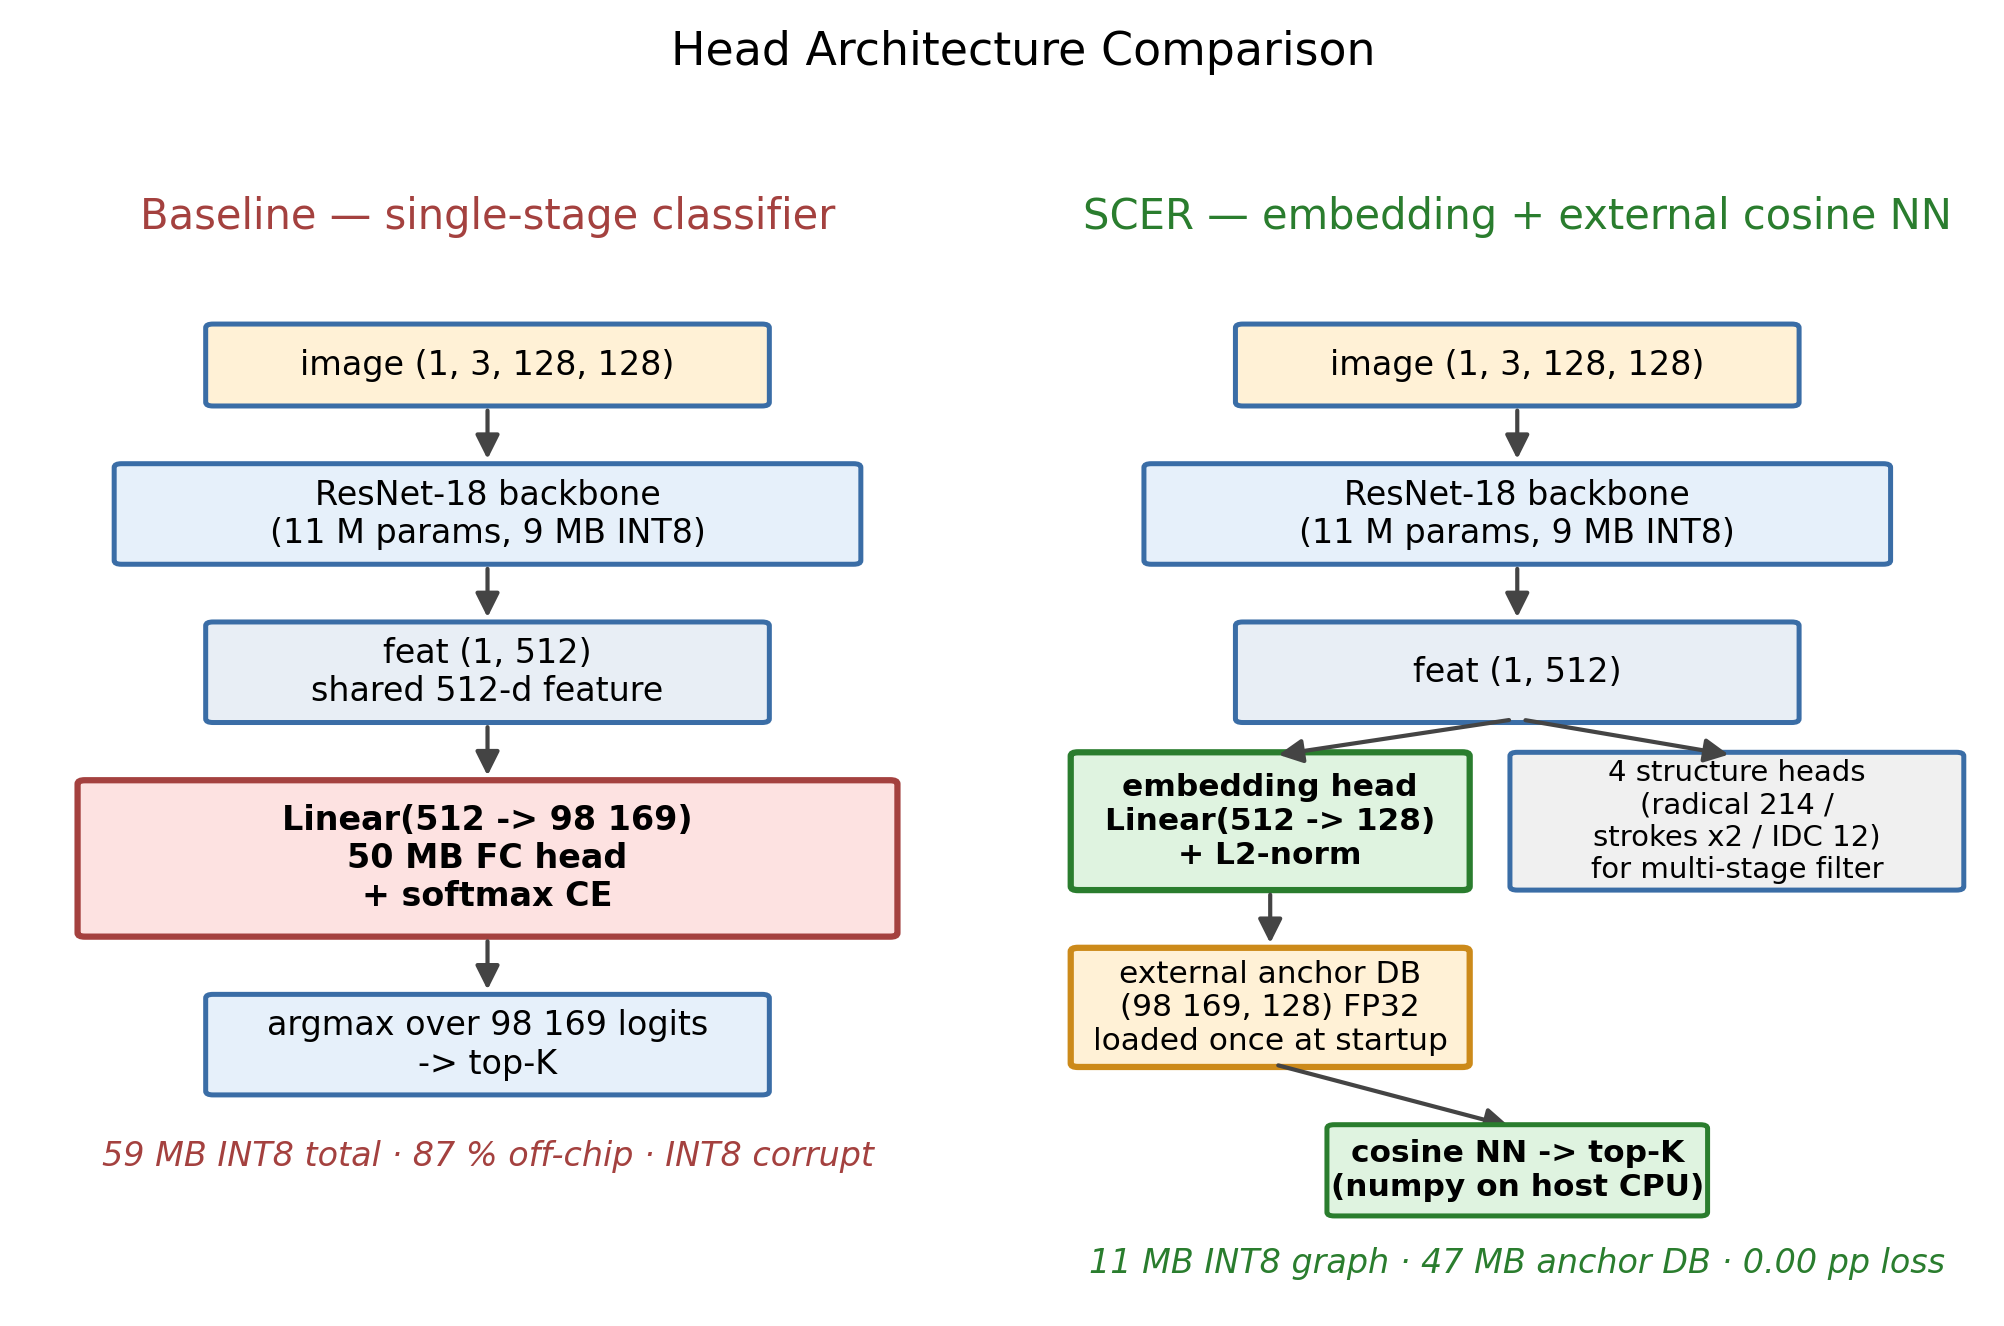 Head Architecture Comparison
Baseline — single-stage classifier
image (1, 3, 128, 128)
ResNet-18 backbone
(11 M params, 9 MB INT8)
feat (1, 512)
shared 512-d feature
Linear(512 -> 98 169)
50 MB FC head
+ softmax CE
argmax over 98 169 logits
-> top-K
59 MB INT8 total · 87 % off-chip · INT8 corrupt
SCER — embedding + external cosine NN
image (1, 3, 128, 128)
ResNet-18 backbone
(11 M params, 9 MB INT8)
feat (1, 512)
embedding head
Linear(512 -> 128)
+ L2-norm
4 structure heads
(radical 214 /
strokes x2 / IDC 12)
for multi-stage filter
external anchor DB
(98 169, 128) FP32
loaded once at startup
cosine NN -> top-K
(numpy on host CPU)
11 MB INT8 graph · 47 MB anchor DB · 0.00 pp loss